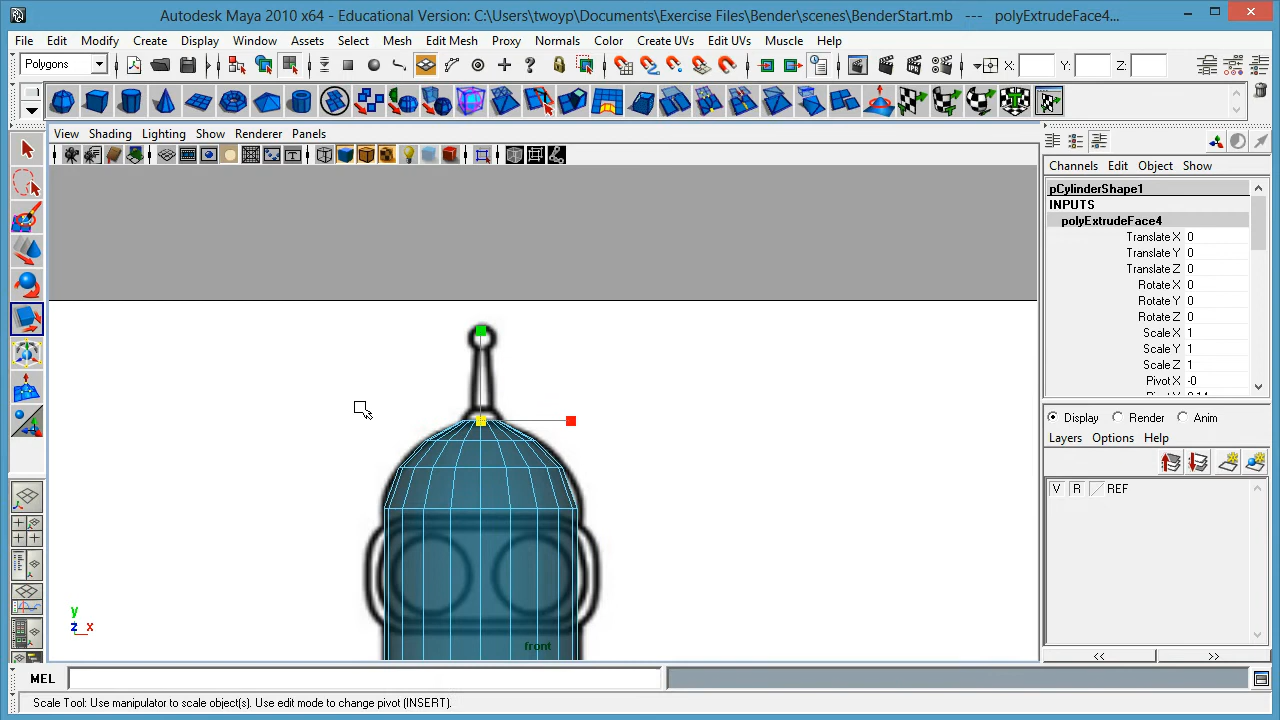 Autodesk Maya 2010 x64 - Educational Version: C:\Users\twoyp\Documents\Exercise Files\Bender\scenes\BenderStart.mb --- polyExtrudeFace4...
File Edit Modify Create Display Window Assets Select Mesh Edit Mesh Proxy Normals Color Create UVs Edit UVs Muscle Help
Polygons X: Y: Z:
View Shading Lighting Show Renderer Panels
Channels Edit Object Show
pCylinderShape1
INPUTS
polyExtrudeFace4
Translate X 0
Translate Y 0
Translate Z 0
Rotate X 0
Rotate Y 0
Rotate Z 0
Scale X 1
Scale Y 1
Scale Z 1
Pivot X -0
Display Render Anim
Layers Options Help
V R REF
y
z x
front
<< >>
MEL
Scale Tool: Use manipulator to scale object(s). Use edit mode to change pivot (INSERT).